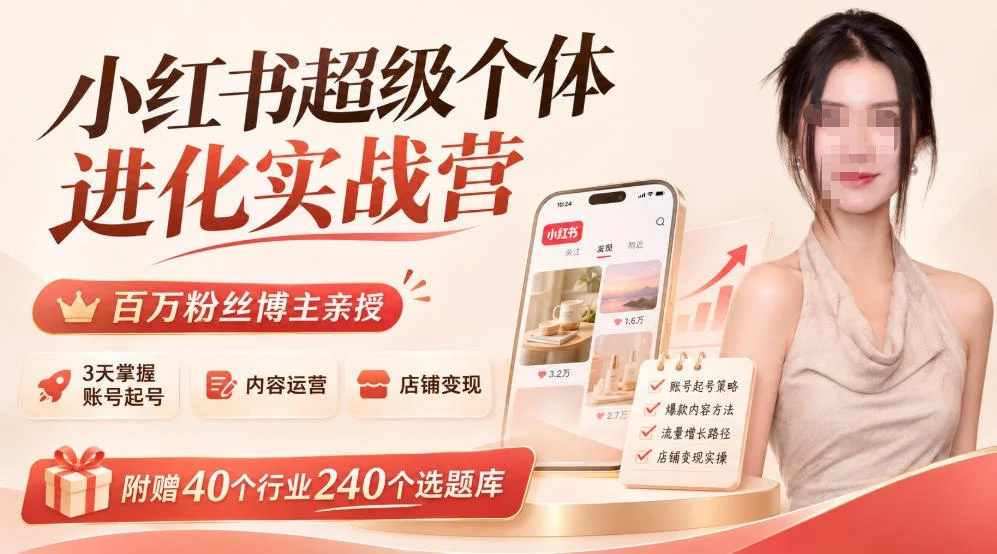 小红书超级个体
进化实战营
百万粉丝博主亲授
3天掌握
账号起号
内容运营
店铺变现
附赠40个行业240个选题库
10:24
小红书
关注
发现
附近
3.2万
1.6万
2.7万
账号起号策略
爆款内容方法
流量增长路径
店铺变现实操